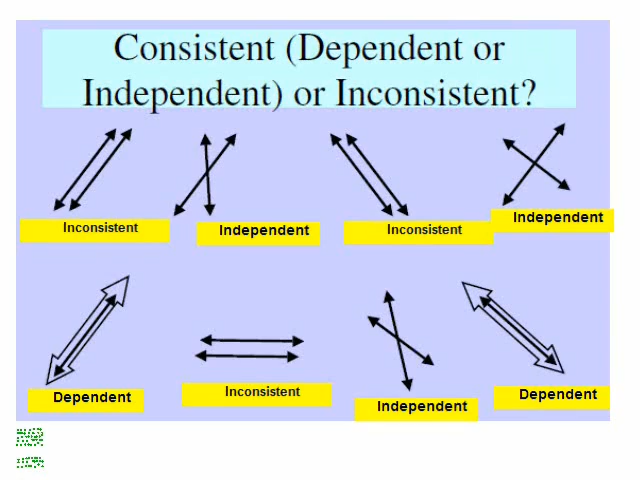 Consistent (Dependent or
Independent) or Inconsistent?
Inconsistent
Independent
Inconsistent
Independent
Dependent
Inconsistent
Independent
Dependent